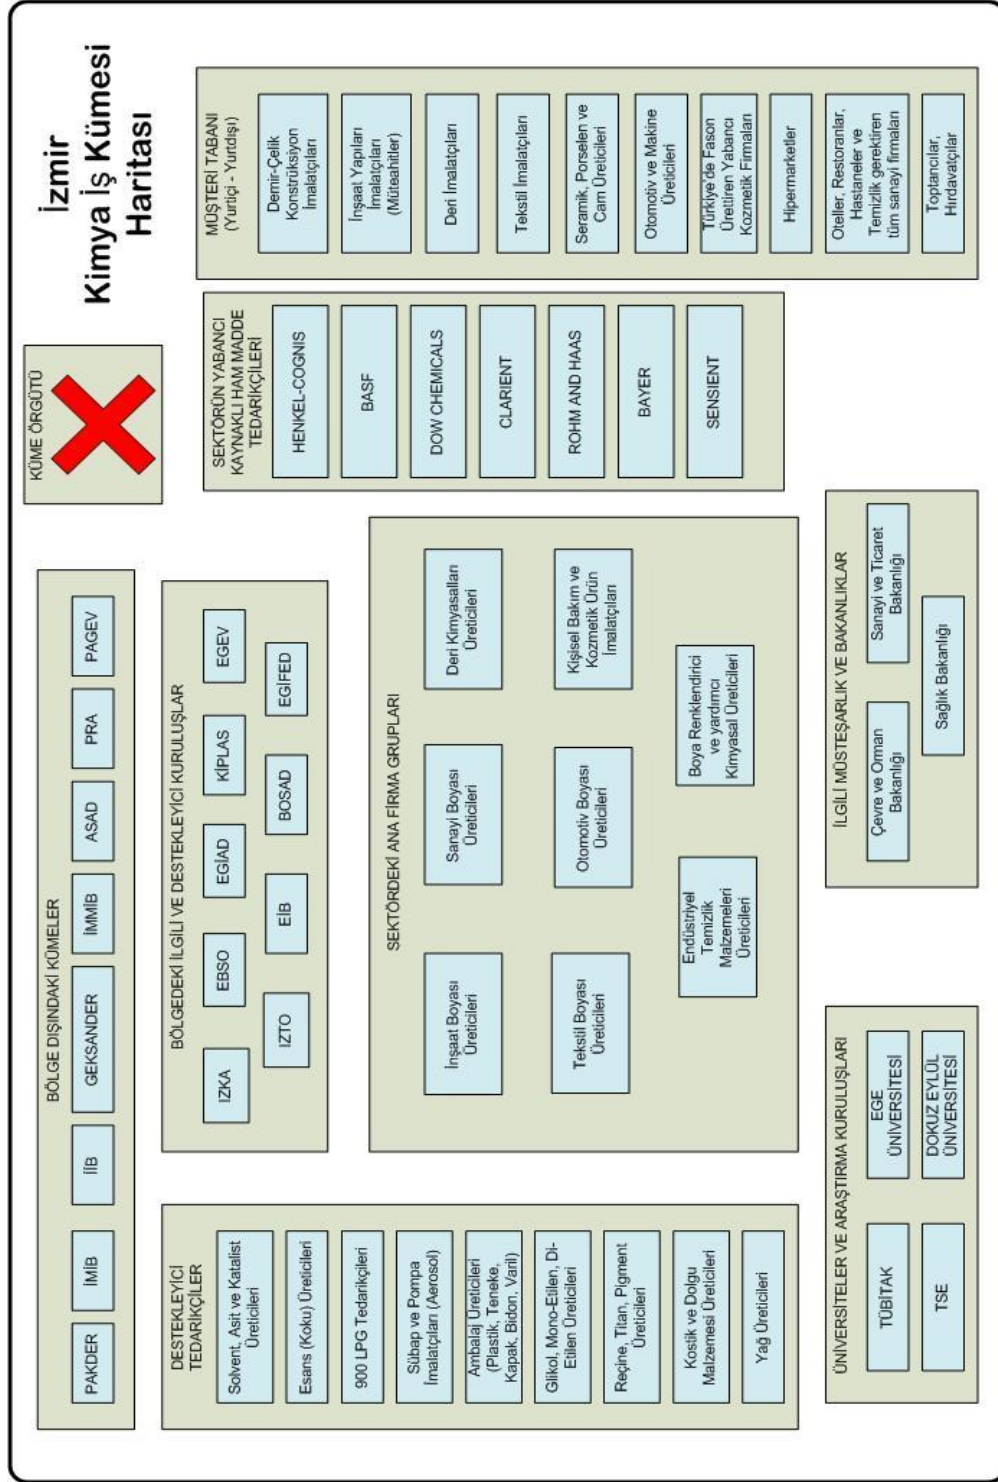 İzmir
Kimya İş Kümesi
Haritası
BÖLGE DIŞINDAKİ KÜMELER
PAKDER
İMİB
İİB
GEKSANDER
İMMİB
ASAD
PRA
PAGEV
KÜME ÖRGÜTÜ
DESTEKLEYİCİ
TEDARİKÇİLER
Solvent, Asit ve Katalist
Üreticileri
Esans (Koku) Üreticileri
900 LPG Tedarikçileri
Sübap ve Pompa
İmalatçıları (Aerosol)
Ambalaj Üreticileri
(Plastik, Teneke,
Kapak, Bidon, Varil)
Glikol, Mono-Etilen, Di-
Etilen Üreticileri
Reçine, Titan, Pigment
Üreticileri
Kostik ve Dolgu
Malzemesi Üreticileri
Yağ Üreticileri
BÖLGEDEKİ İLGİLİ VE DESTEKLEYİCİ KURULUŞLAR
IZKA
EBSO
EGİAD
KİPLAS
EGEV
IZTO
EİB
BOSAD
EGİFED
SEKTÖRDEKİ ANA FİRMA GRUPLARI
İnşaat Boyası
Üreticileri
Sanayi Boyası
Üreticileri
Deri Kimyasalları
Üreticileri
Tekstil Boyası
Üreticileri
Otomotiv Boyası
Üreticileri
Kişisel Bakım ve
Kozmetik Ürün
İmalatçıları
Endüstriyel
Temizlik
Malzemeleri
Üreticileri
Boya Renklendirici
ve yardımcı
Kimyasal Üreticileri
SEKTÖRÜN YABANCI
KAYNAKLI HAM MADDE
TEDARİKÇİLERİ
HENKEL-COGNIS
BASF
DOW CHEMICALS
CLARIENT
ROHM AND HAAS
BAYER
SENSIENT
MÜŞTERİ TABANI
(Yurtiçi - Yurtdışı)
Demir-Çelik
Konstrüksiyon
İmalatçıları
İnşaat Yapıları
İmalatçıları
(Müteahitler)
Deri İmalatçıları
Tekstil İmalatçıları
Seramik, Porselen ve
Cam Üreticileri
Otomotiv ve Makine
Üreticileri
Türkiye'de Fason
Ürettiren Yabancı
Kozmetik Firmaları
Hipermarketler
Oteller, Restoranlar,
Hastaneler ve
Temizlik gerektiren
tüm sanayi firmaları
Toptancılar,
Hırdavatçılar
ÜNİVERSİTELER VE ARAŞTIRMA KURULUŞLARI
TÜBİTAK
EGE
ÜNİVERSİTESİ
TSE
DOKUZ EYLÜL
ÜNİVERSİTESİ
İLGİLİ MÜSTEŞARLIK VE BAKANLIKLAR
Çevre ve Orman
Bakanlığı
Sanayi ve Ticaret
Bakanlığı
Sağlık Bakanlığı